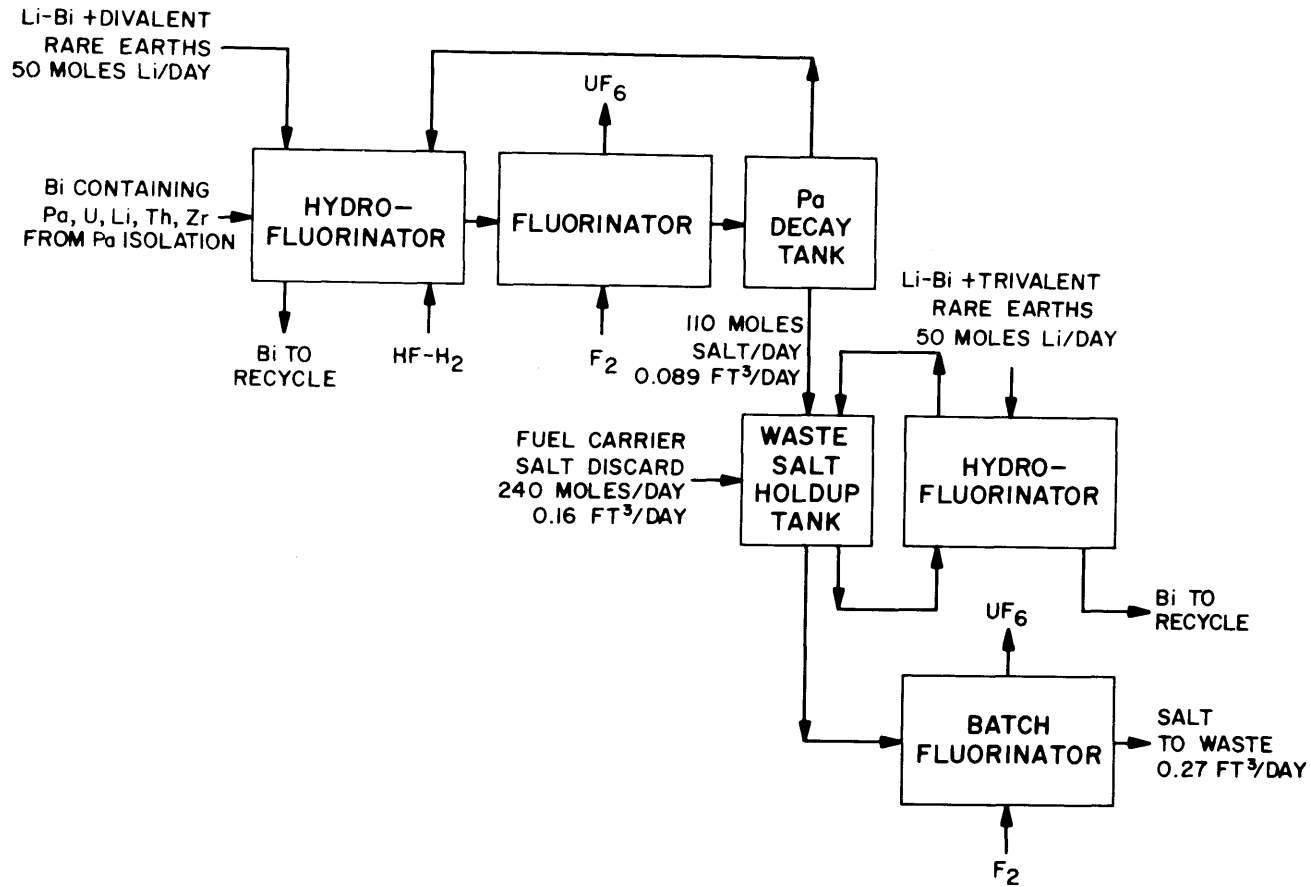 Li-Bi +DIVALENT
RARE EARTHS
50 MOLES Li/DAY
UF6
Bi CONTAINING
Pa, U, Li, Th, Zr
FROM Pa ISOLATION
HYDRO-
FLUORINATOR
FLUORINATOR
Pa
DECAY
TANK
Bi TO
RECYCLE
HF-H2
F2
110 MOLES
SALT/DAY
0.089 FT3/DAY
Li-Bi +TRIVALENT
RARE EARTHS
50 MOLES Li/DAY
FUEL CARRIER
SALT DISCARD
240 MOLES/DAY
0.16 FT3/DAY
WASTE
SALT
HOLDUP
TANK
HYDRO-
FLUORINATOR
Bi TO
RECYCLE
UF6
BATCH
FLUORINATOR
SALT
TO WASTE
0.27 FT3/DAY
F2